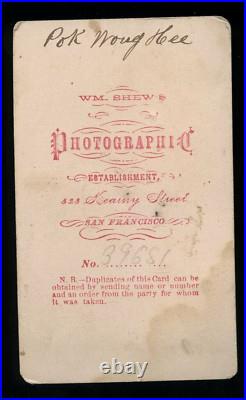 Pok Wong Hee
WM. SHEW'S
PHOTOGRAPHIC
ESTABLISHMENT,
523 Kearny Street
SAN FRANCISCO
No. 39681
N. B.—Duplicates of this Card can be
obtained by sending name or number
and an order from the party for whom
it was taken.